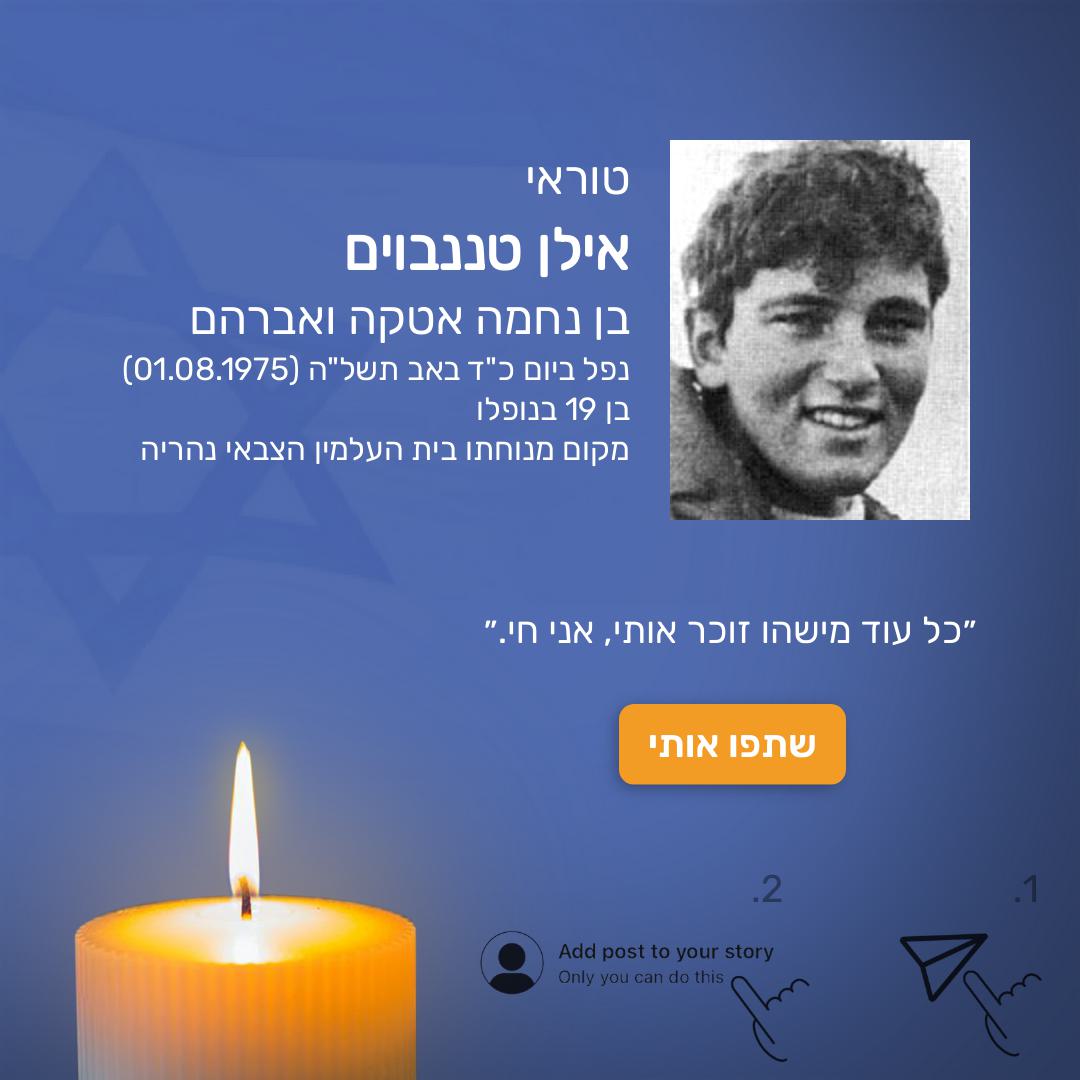 טוראי
אילן טננבוים
בן נחמה אטקה ואברהם
נפל ביום כ"ד באב תשל"ה (01.08.1975)
בן 19 בנופלו
מקום מנוחתו בית העלמין הצבאי נהריה
״כל עוד מישהו זוכר אותי, אני חי.״
שתפו אותי
.1
.2
Add post to your story
Only you can do this